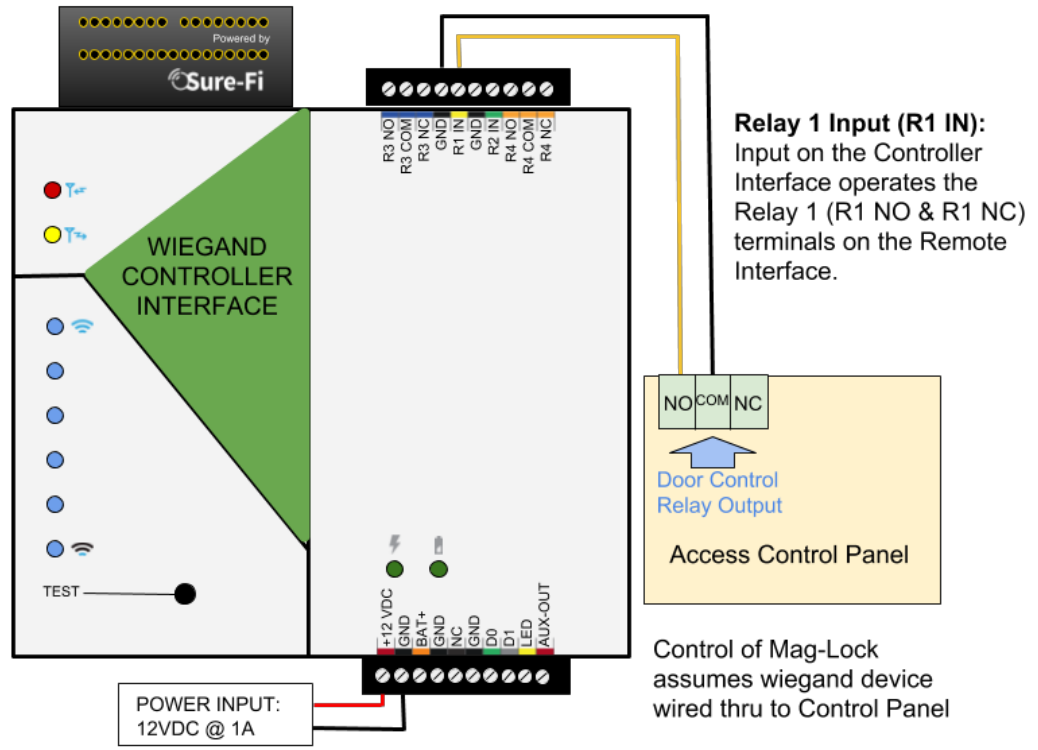 Powered by
Sure-Fi
R3 NO
R3 COM
R3 NC
GND
R1 IN
GND
R2 IN
R4 NO
R4 COM
R4 NC
Relay 1 Input (R1 IN):
Input on the Controller
Interface operates the
Relay 1 (R1 NO & R1 NC)
terminals on the Remote
Interface.
WIEGAND
CONTROLLER
INTERFACE
NO
COM
NC
Door Control
Relay Output
Access Control Panel
TEST
+12 VDC
GND
BAT+
GND
NC
GND
D0
D1
LED
AUX-OUT
Control of Mag-Lock
assumes wiegand device
wired thru to Control Panel
POWER INPUT:
12VDC @ 1A